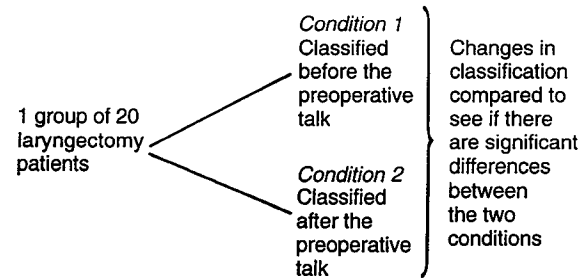 1 group of 20
laryngectomy
patients
Condition 1
Classified
before the
preoperative
talk
Condition 2
Classified
after the
preoperative
talk
Changes in
classification
compared to
see if there
are significant
differences
between
the two
conditions